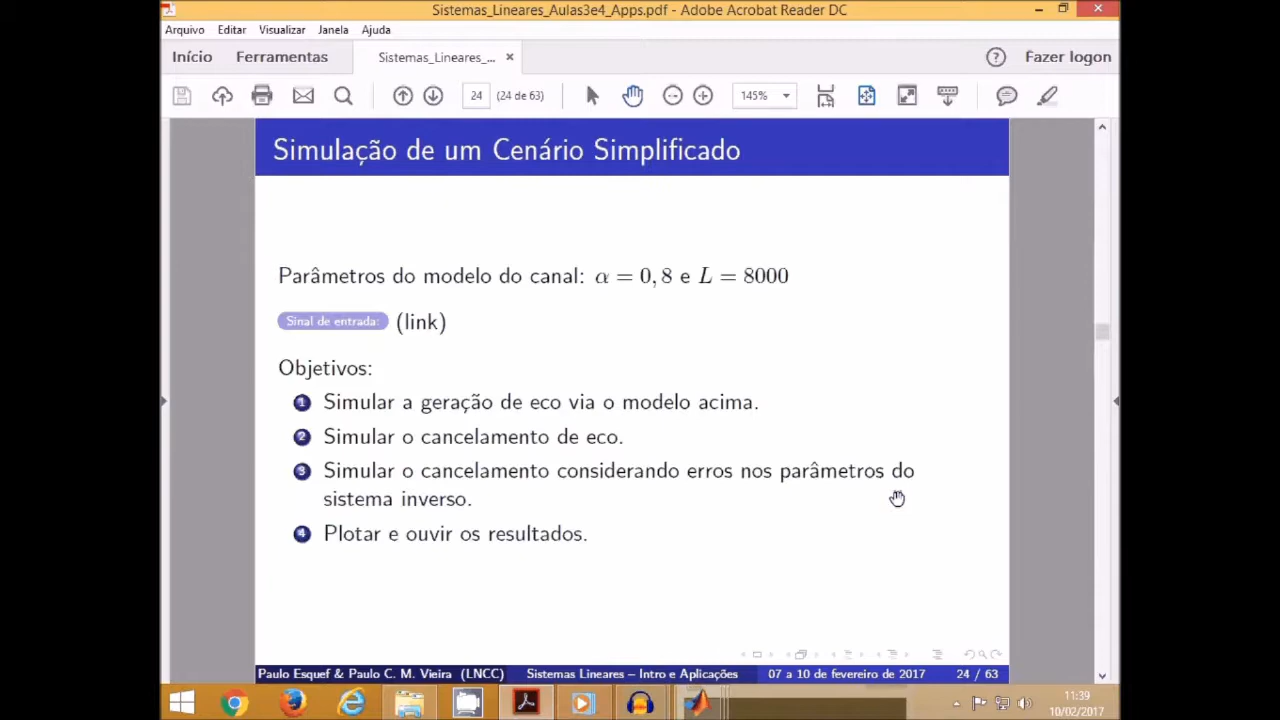 Sistemas_Lineares_Aulas3e4_Apps.pdf - Adobe Acrobat Reader DC
Arquivo Editar Visualizar Janela Ajuda
Início Ferramentas Sistemas_Lineares_... × Fazer logon
24 (24 de 63) 145%
Simulação de um Cenário Simplificado
Parâmetros do modelo do canal: α = 0, 8 e L = 8000
Sinal de entrada: (link)
Objetivos:
1 Simular a geração de eco via o modelo acima.
2 Simular o cancelamento de eco.
3 Simular o cancelamento considerando erros nos parâmetros do
sistema inverso.
4 Plotar e ouvir os resultados.
Paulo Esquef & Paulo C. M. Vieira (LNCC) Sistemas Lineares – Intro e Aplicações 07 a 10 de fevereiro de 2017 24 / 63
11:39
10/02/2017